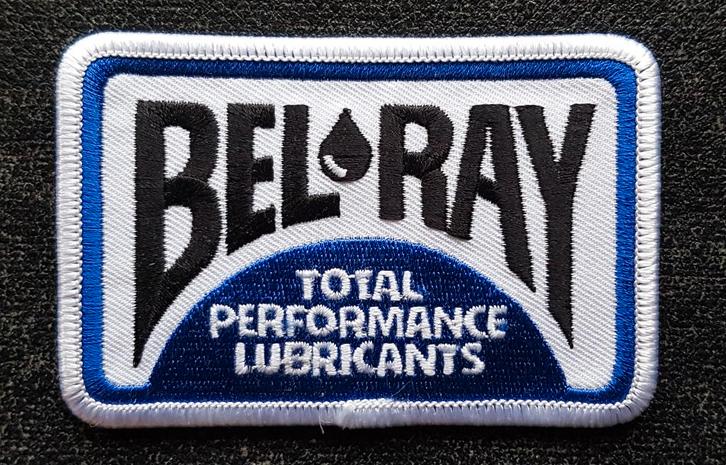 BEL RAY
TOTAL
PERFORMANCE
LUBRICANTS